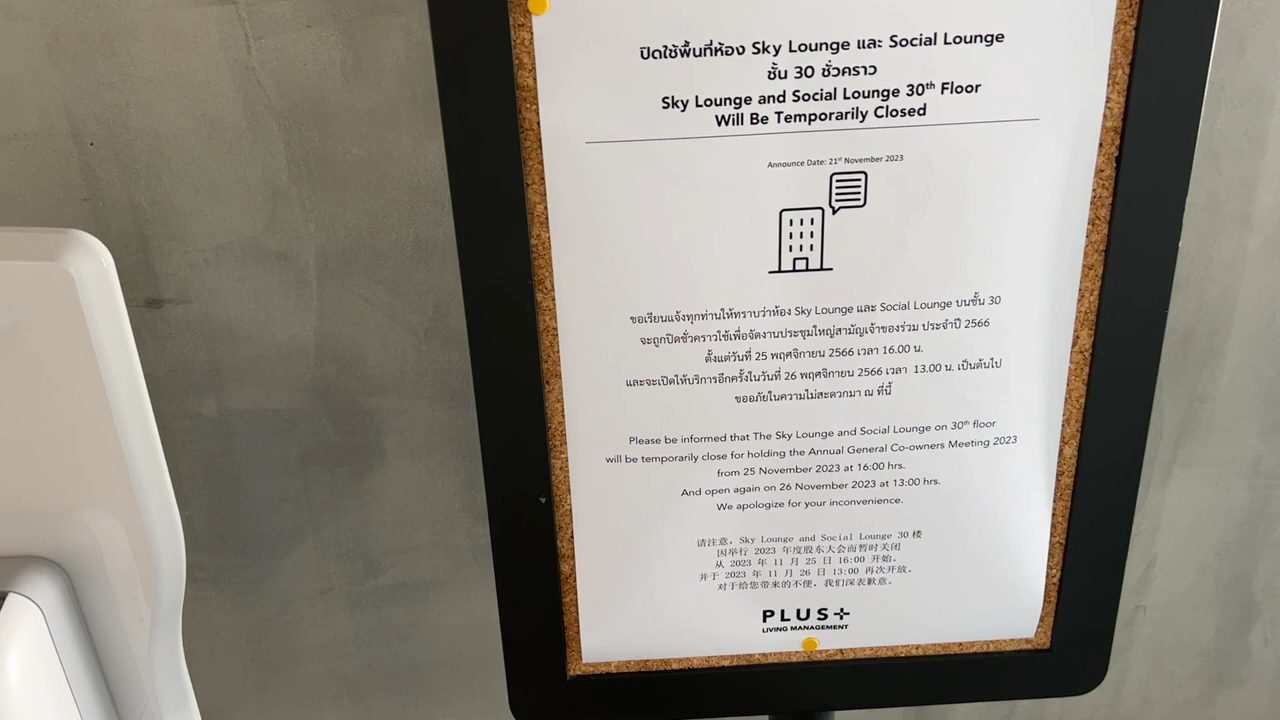 ปิดใช้พื้นที่ห้อง Sky Lounge และ Social Lounge
ชั้น 30 ชั่วคราว
Sky Lounge and Social Lounge 30th Floor
Will Be Temporarily Closed
Announce Date: 21st November 2023
ขอเรียนแจ้งทุกท่านให้ทราบว่าห้อง Sky Lounge และ Social Lounge บนชั้น 30
จะถูกปิดชั่วคราวใช้เพื่อจัดงานประชุมใหญ่สามัญเจ้าของร่วม ประจำปี 2566
ตั้งแต่วันที่ 25 พฤศจิกายน 2566 เวลา 16.00 น.
และจะเปิดให้บริการอีกครั้งในวันที่ 26 พฤศจิกายน 2566 เวลา 13.00 น. เป็นต้นไป
ขออภัยในความไม่สะดวกมา ณ ที่นี้
Please be informed that The Sky Lounge and Social Lounge on 30th floor
will be temporarily close for holding the Annual General Co-owners Meeting 2023
from 25 November 2023 at 16:00 hrs.
And open again on 26 November 2023 at 13:00 hrs.
We apologize for your inconvenience.
请注意，Sky Lounge and Social Lounge 30 楼
因举行 2023 年度股东大会而暂时关闭
从 2023 年 11 月 25 日 16:00 开始。
并于 2023 年 11 月 26 日 13:00 再次开放。
对于给您带来的不便，我们深表歉意。
PLUS+
LIVING MANAGEMENT